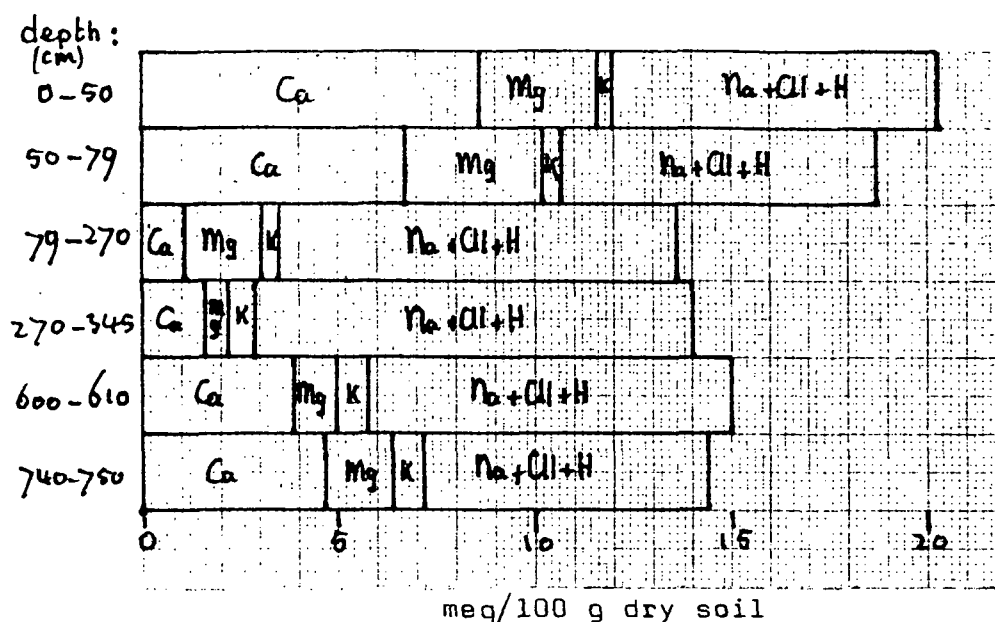 depth :
(cm)
0-50 Ca Mg K Na+Al+H
50-79 Ca Mg K Na+Al+H
79-270 Ca Mg K Na+Al+H
270-345 Ca Mg K Na+Al+H
600-610 Ca Mg K Na+Al+H
740-750 Ca Mg K Na+Al+H
0 5 10 15 20
meq/100 g dry soil